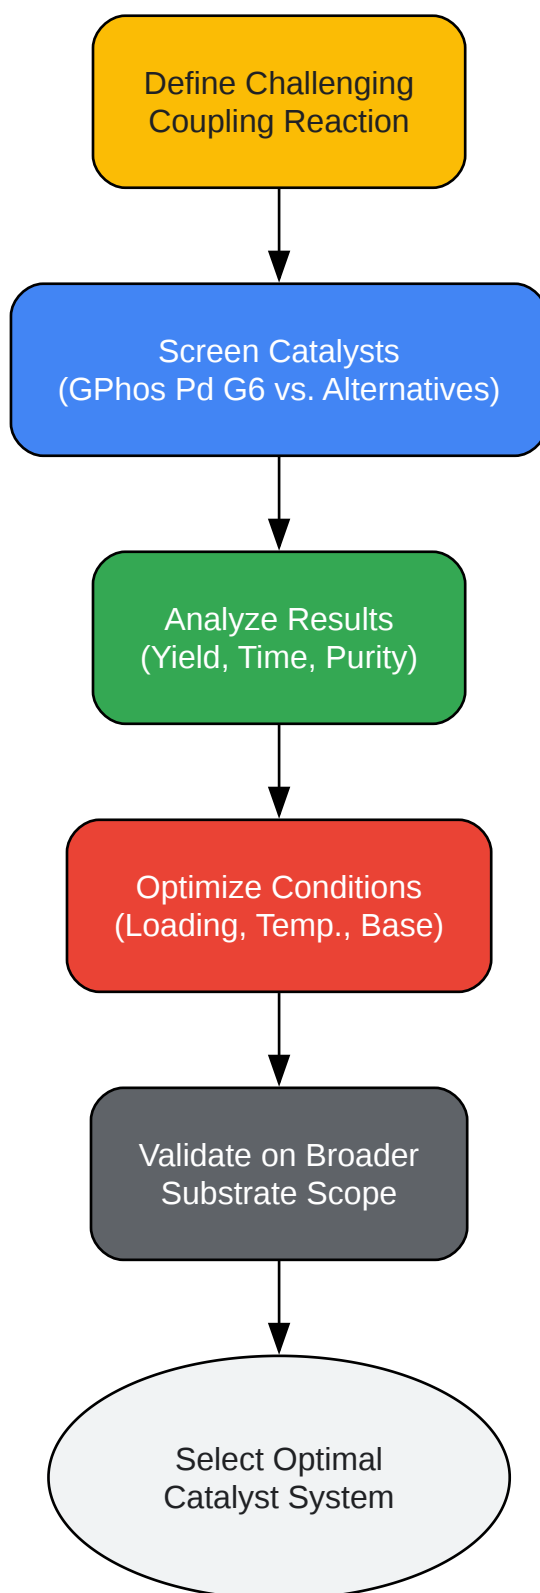 Define Challenging
Coupling Reaction
Screen Catalysts
(GPhos Pd G6 vs. Alternatives)
Analyze Results
(Yield, Time, Purity)
Optimize Conditions
(Loading, Temp., Base)
Validate on Broader
Substrate Scope
Select Optimal
Catalyst System